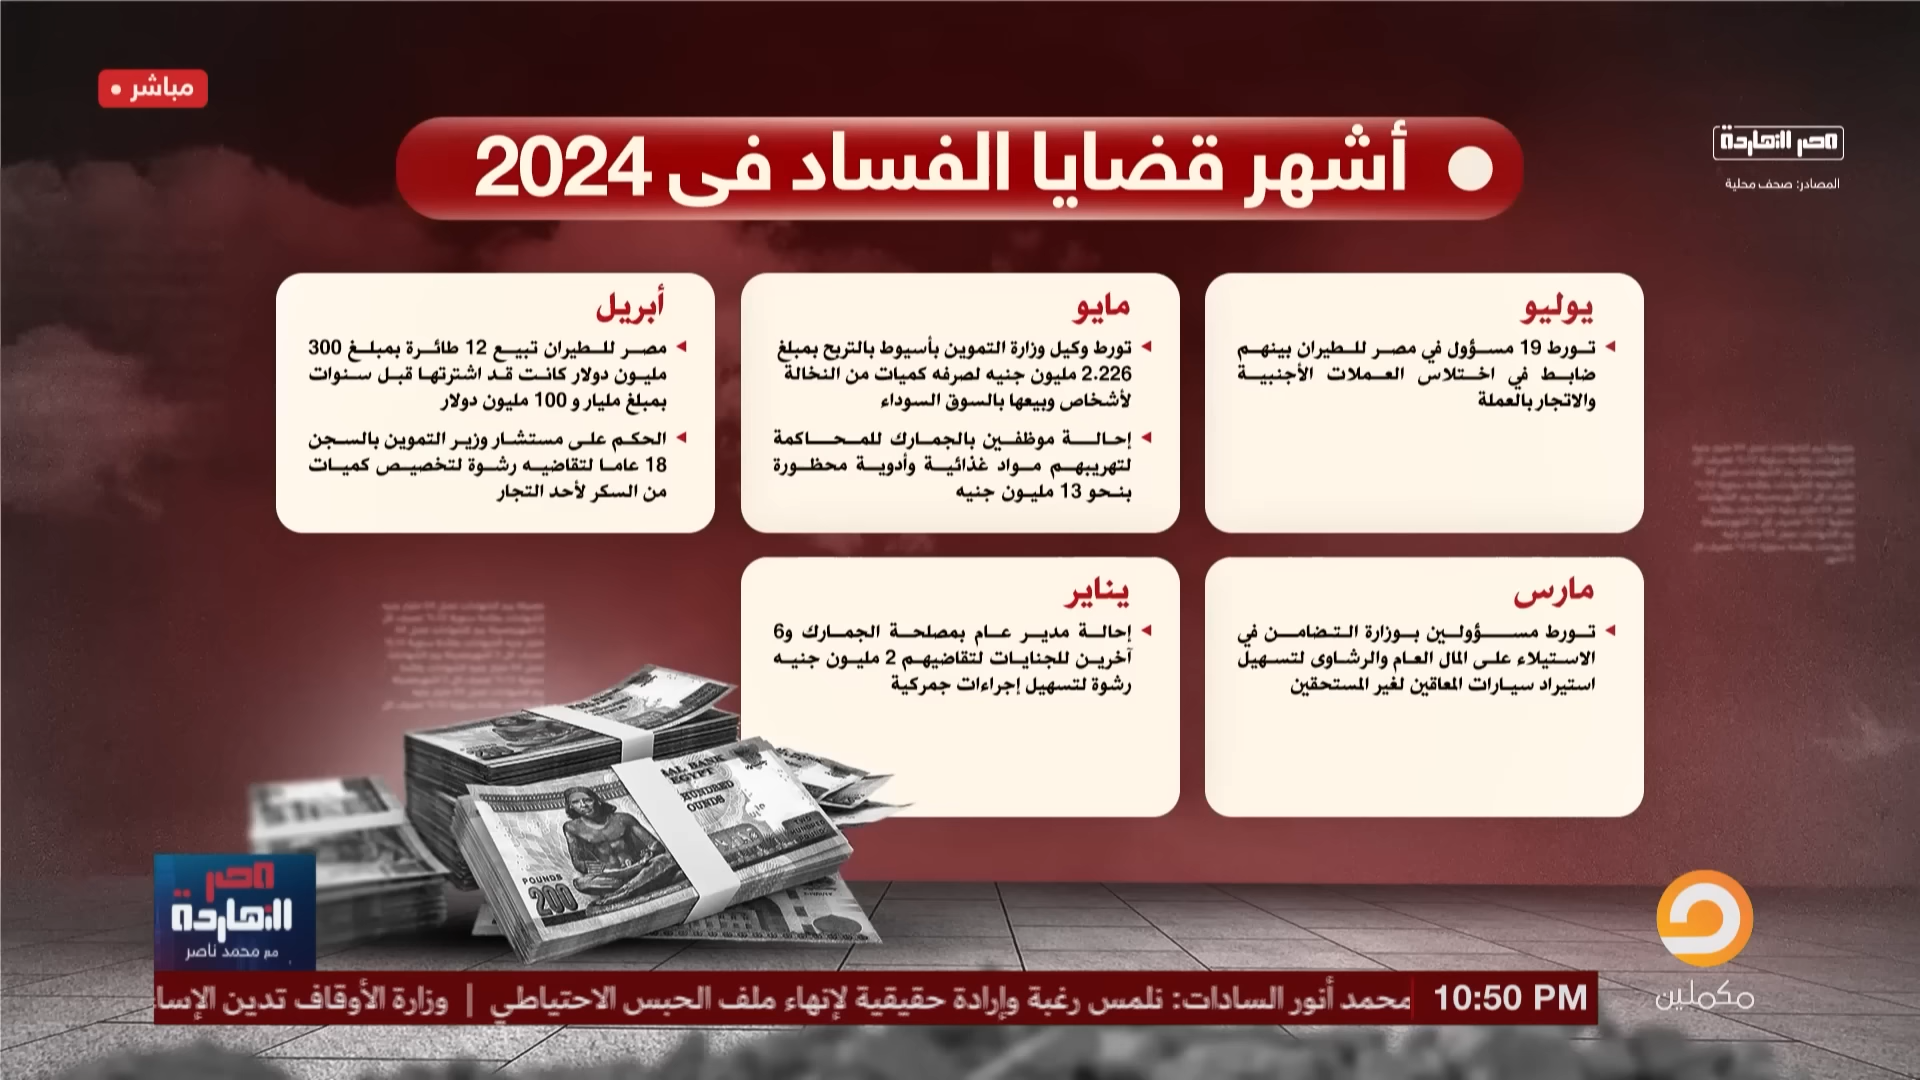 مباشر
مصر النهاردة
المصادر: صحف محلية
أشهر قضايا الفساد فى 2024
يوليو
تورط 19 مسؤول في مصر للطيران بينهم
ضابط في اختلاس العملات الأجنبية
والاتجار بالعملة
مايو
تورط وكيل وزارة التموين بأسيوط بالتربح بمبلغ
2.226 مليون جنيه لصرفه كميات من النخالة
لأشخاص وبيعها بالسوق السوداء
إحالة موظفين بالجمارك للمحاكمة
لتهريبهم مواد غذائية وأدوية محظورة
بنحو 13 مليون جنيه
أبريل
مصر للطيران تبيع 12 طائرة بمبلغ 300
مليون دولار كانت قد اشترتها قبل سنوات
بمبلغ مليار و 100 مليون دولار
الحكم على مستشار وزير التموين بالسجن
18 عاما لتقاضيه رشوة لتخصيص كميات
من السكر لأحد التجار
مارس
تورط مسؤولين بوزارة التضامن في
الاستيلاء على المال العام والرشاوى لتسهيل
استيراد سيارات المعاقين لغير المستحقين
يناير
إحالة مدير عام بمصلحة الجمارك و6
آخرين للجنايات لتقاضيهم 2 مليون جنيه
رشوة لتسهيل إجراءات جمركية
POUNDS
200
مصر
النهاردة
مع محمد ناصر
مكملين
10:50 PM
محمد أنور السادات: نلمس رغبة وإرادة حقيقية لإنهاء ملف الحبس الاحتياطي | وزارة الأوقاف تدين الإسا